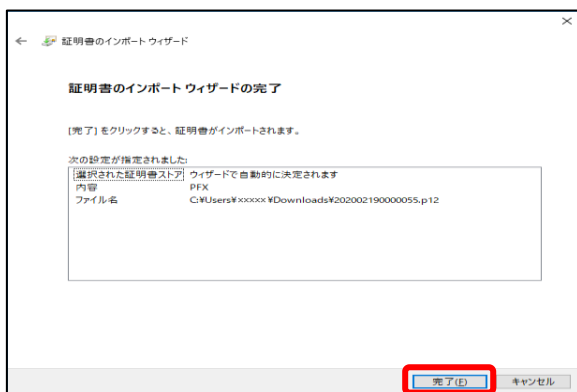 証明書のインポート ウィザード
証明書のインポート ウィザードの完了
[完了] をクリックすると、証明書がインポートされます。
次の設定が指定されました:
選択された証明書ストア ウィザードで自動的に決定されます
内容 PFX
ファイル名 C:¥Users¥xxxxx¥Downloads¥202002190000055.p12
完了(F) キャンセル